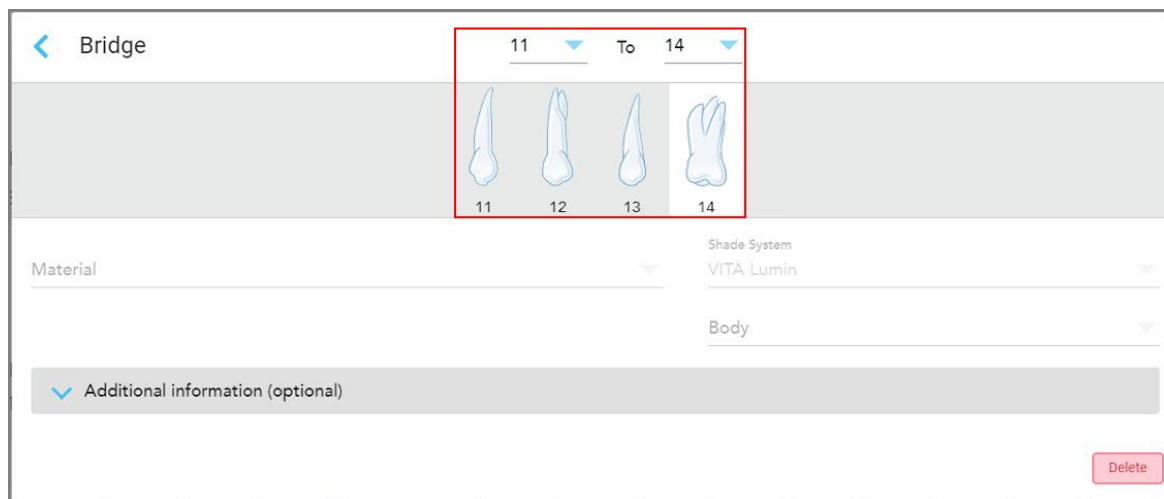 Bridge 11 To 14
11 12 13 14
Shade System
Material VITA Lumin
Body
Additional information (optional)
Delete